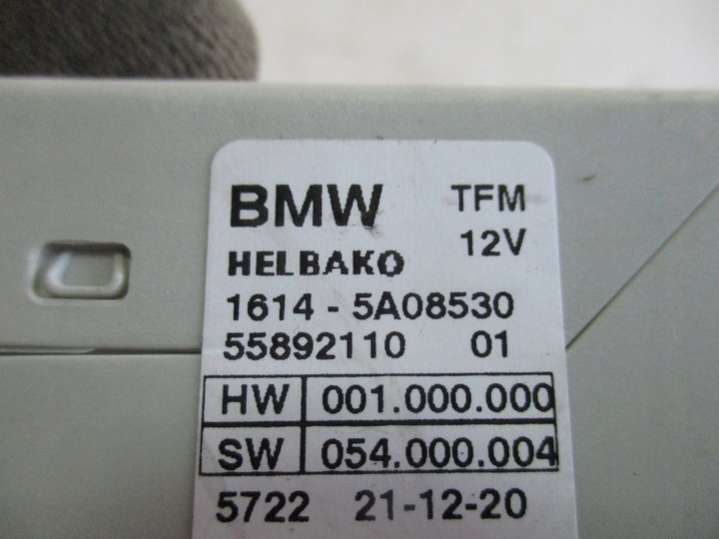 BMW TFM
HELBAKO 12V
1614 - 5A08530
55892110 01
HW 001.000.000
SW 054.000.004
5722 21-12-20